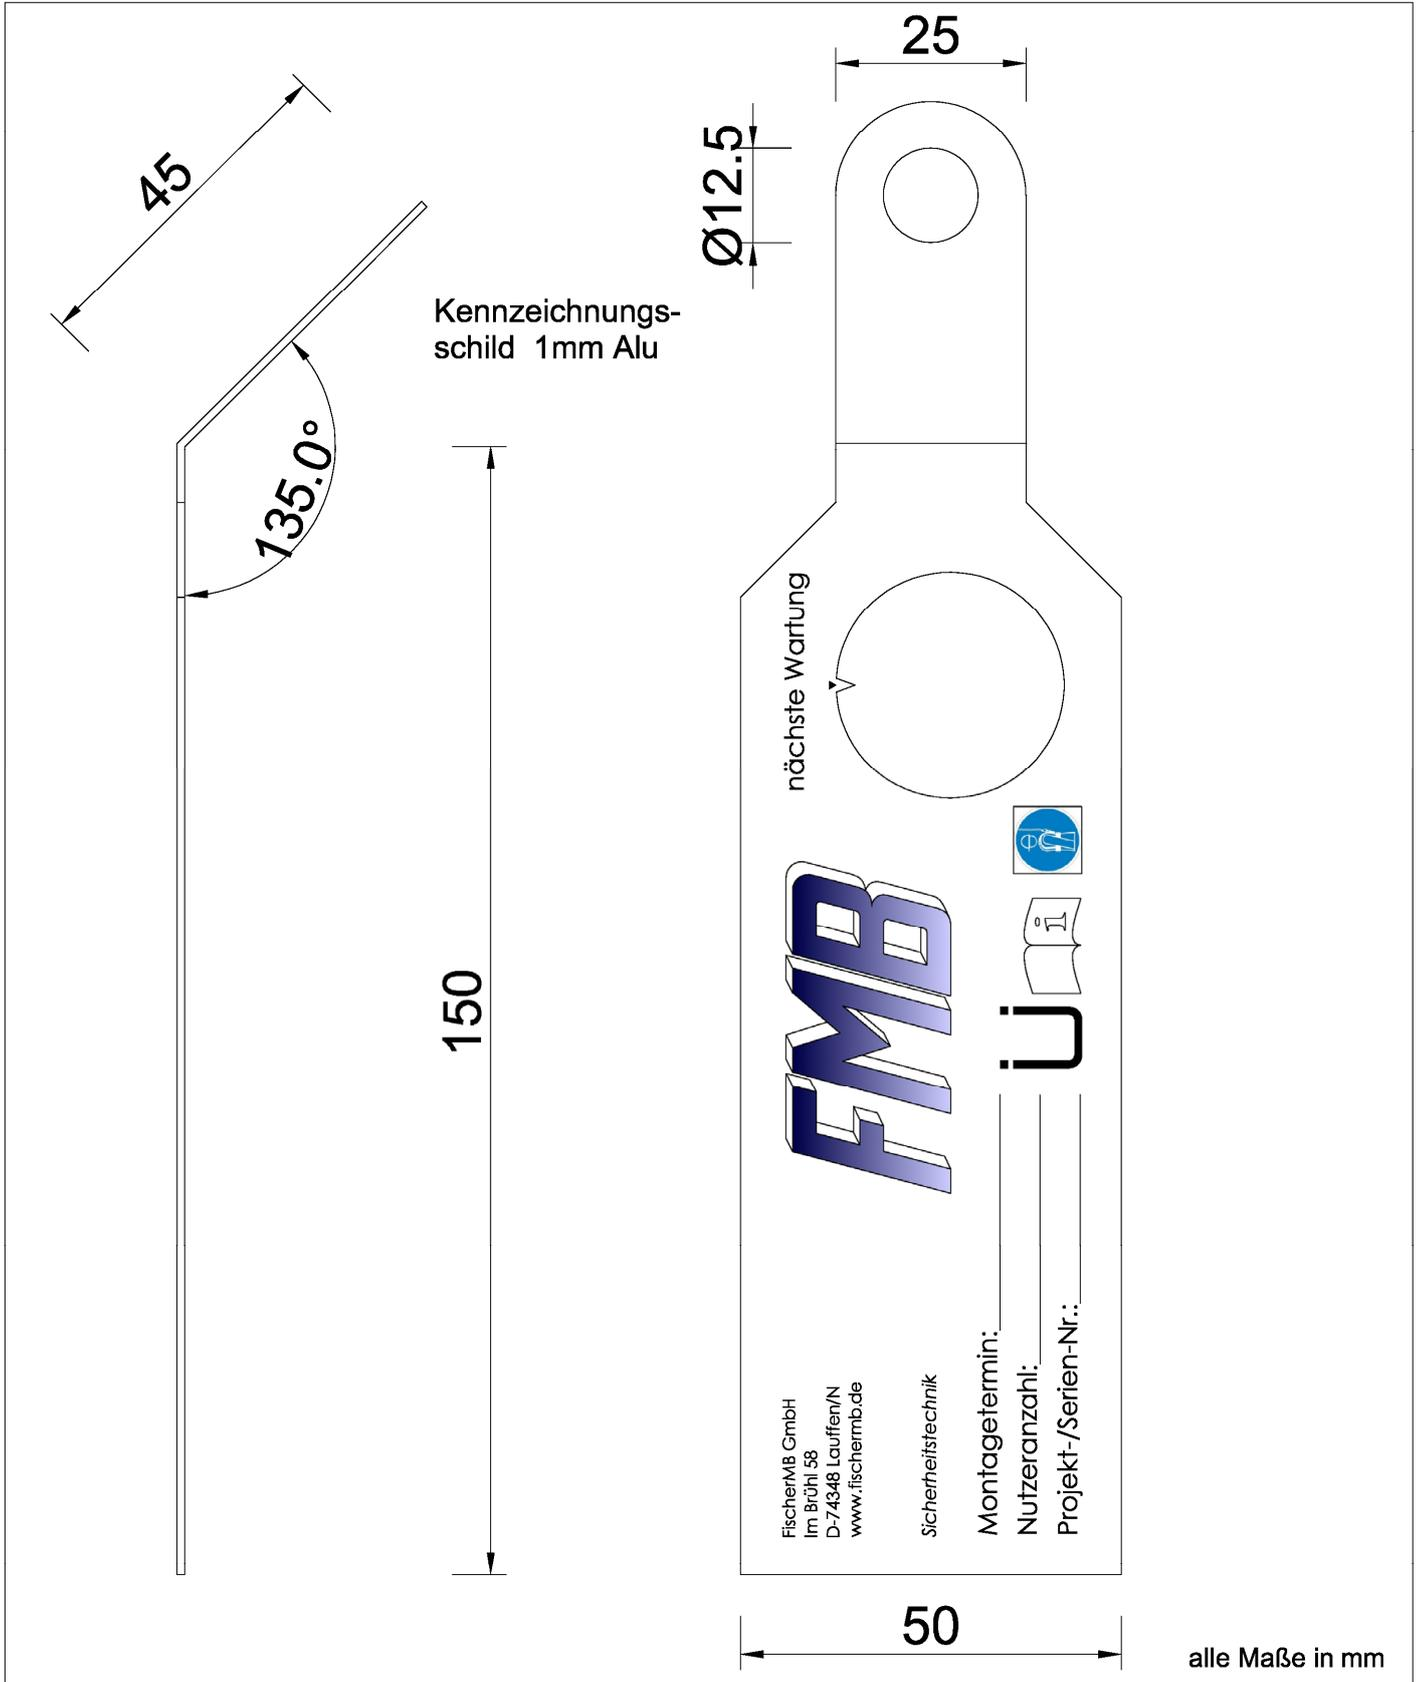 25
Ø12.5
45
Kennzeichnungs-
schild 1mm Alu
135.0°
150
nächste Wartung
i
FMB
Ü
FischerMB GmbH
Im Brühl 58
D-74348 Lauffen/N
www.fischermb.de
Sicherheitstechnik
Montagetermin:
Nutzeranzahl:
Projekt-/Serien-Nr.:
50
alle Maße in mm